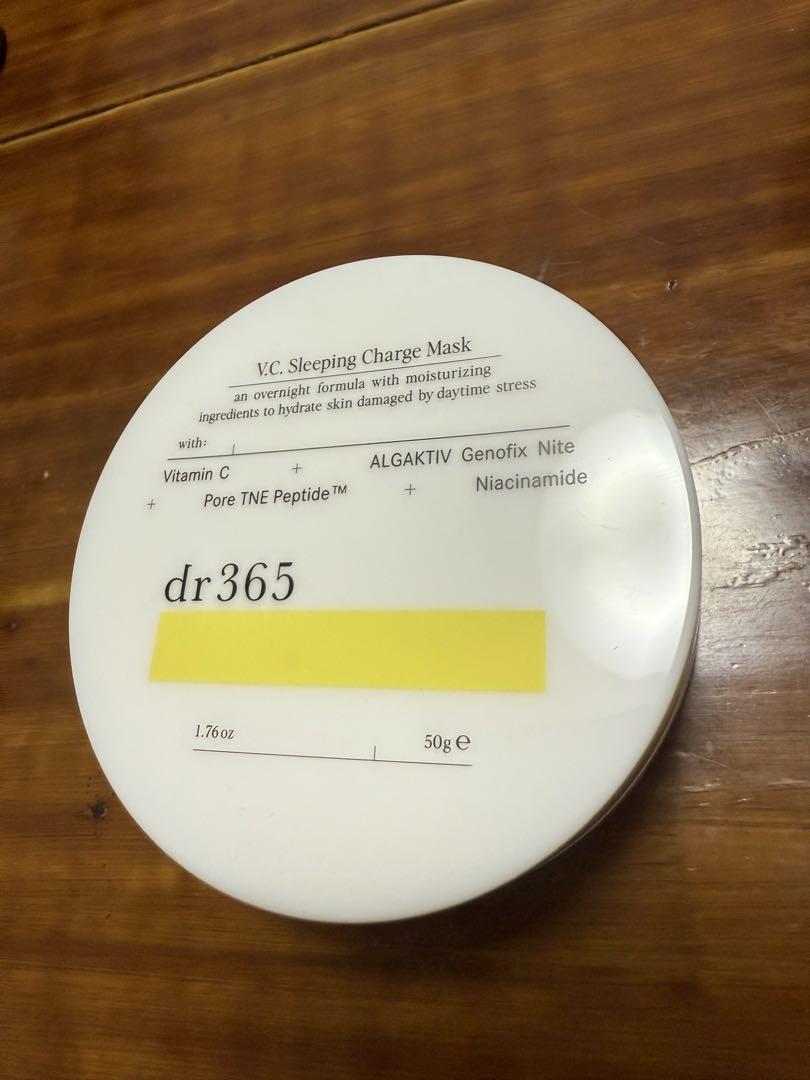 V.C. Sleeping Charge Mask
an overnight formula with moisturizing
ingredients to hydrate skin damaged by daytime stress
with:
Vitamin C + ALGAKTIV Genofix Nite
+ Pore TNE Peptide™ + Niacinamide
dr365
1.76 oz 50g ℮